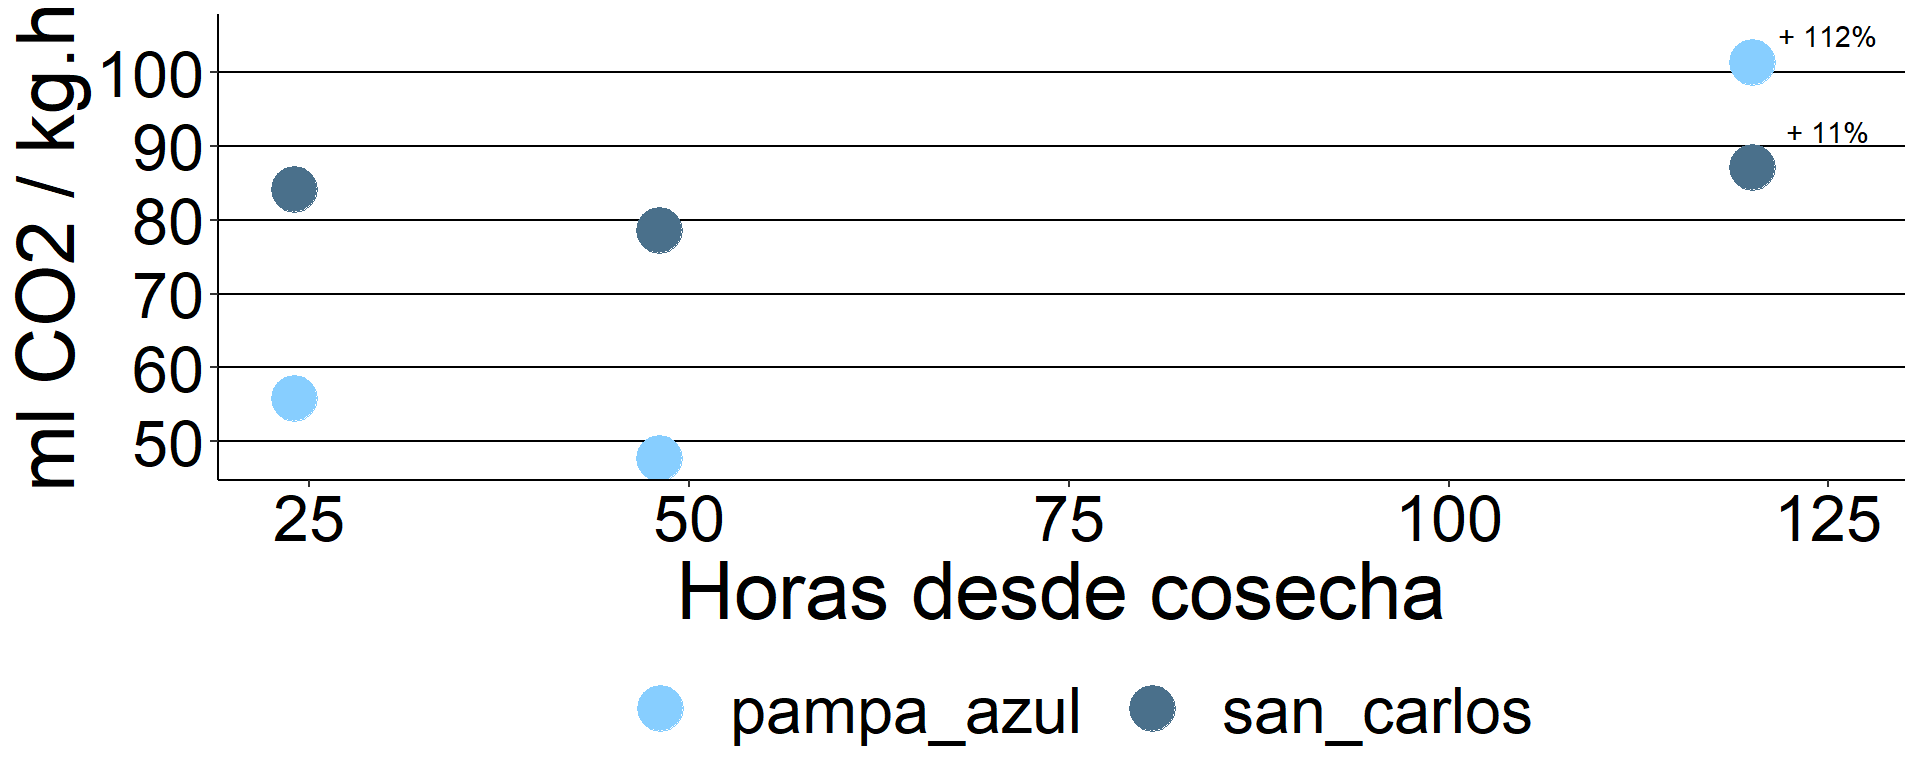 ml CO2 / kg.h
100
90
80
70
60
50
+ 112%
+ 11%
25 50 75 100 125
Horas desde cosecha
pampa_azul san_carlos